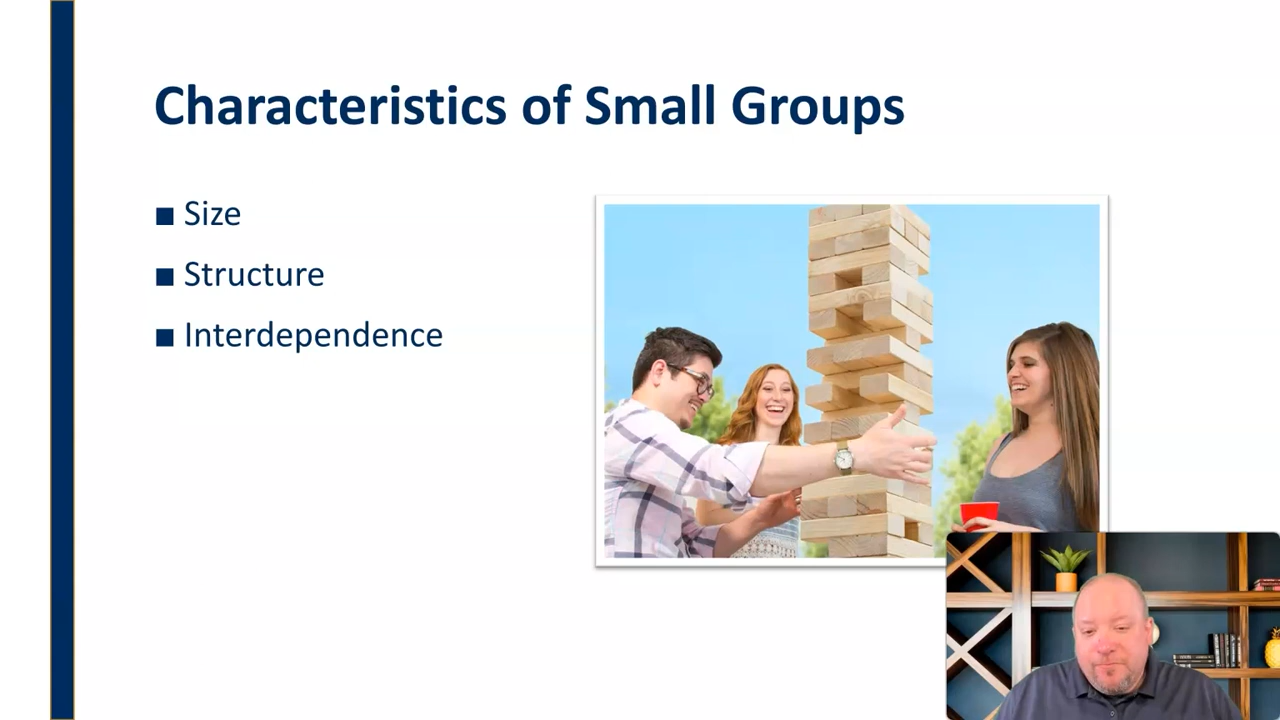 Characteristics of Small Groups
■ Size
■ Structure
■ Interdependence